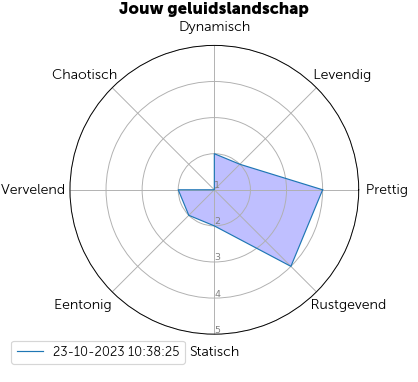 Jouw geluidslandschap
Dynamisch
Chaotisch
Levendig
Vervelend
Prettig
1
2
3
4
5
Eentonig
Rustgevend
Statisch
23-10-2023 10:38:25